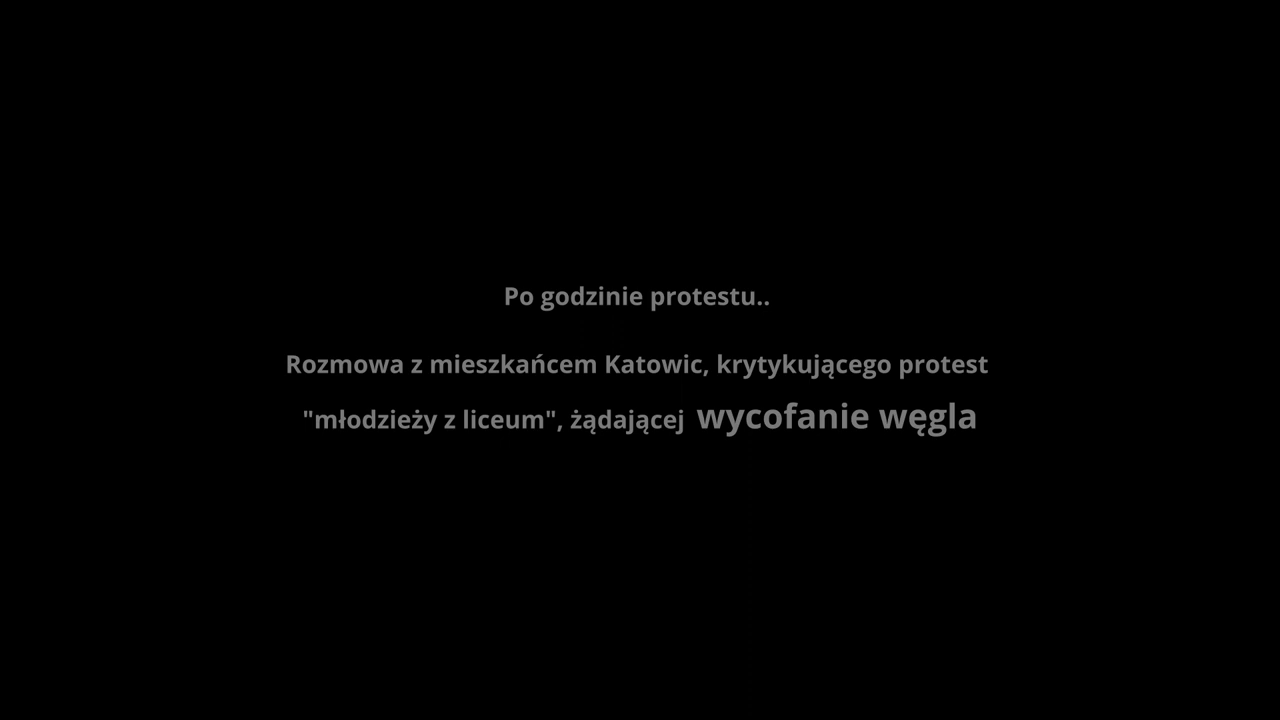 Po godzinie protestu..
Rozmowa z mieszkańcem Katowic, krytykującego protest
"młodzieży z liceum", żądającej wycofanie węgla